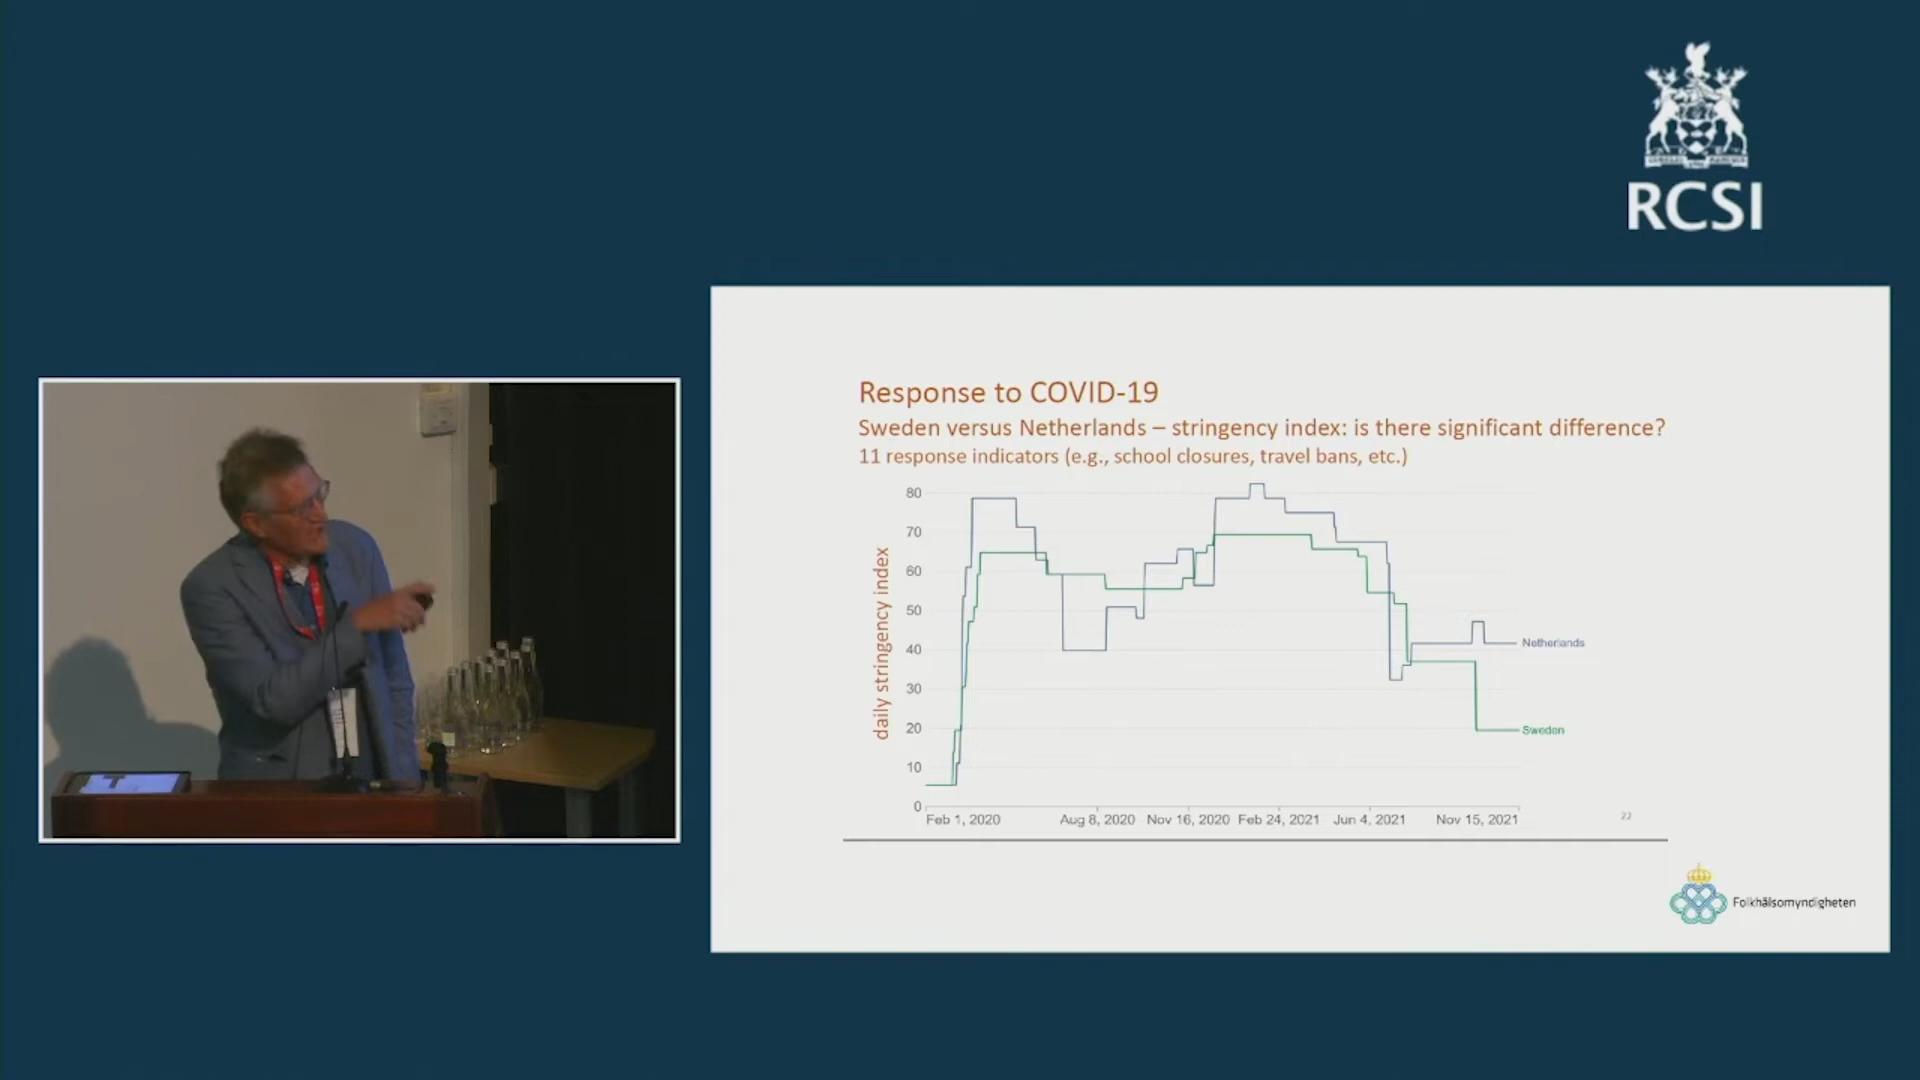 RCSI
Response to COVID-19
Sweden versus Netherlands – stringency index: is there significant difference?
11 response indicators (e.g., school closures, travel bans, etc.)
daily stringency index
80
70
60
50
40
30
20
10
0
Netherlands
Sweden
Feb 1, 2020
Aug 8, 2020
Nov 16, 2020
Feb 24, 2021
Jun 4, 2021
Nov 15, 2021
22
Folkhälsomyndigheten